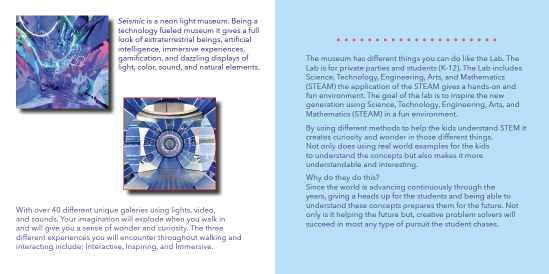 Seismic is a neon light museum. Being a
technology fueled museum it gives a full
look of extraterrestrial beings, artificial
intelligence, immersive experiences,
gamification, and dazzling displays of
light, color, sound, and natural elements.
With over 40 different unique galeries using lights, video,
and sounds. Your imagination will explode when you walk in
and will give you a sense of wonder and curiosity. The three
different experiences you will encounter throughout walking and
interacting include: Interactive, Inspiring, and Immersive.
The museum has different things you can do like the Lab. The
Lab is for private parties and students (K-12). The Lab includes
Science, Technology, Engineering, Arts, and Mathematics
(STEAM) the application of the STEAM gives a hands-on and
fun environment. The goal of the lab is to inspire the new
generation using Science, Technology, Engineering, Arts, and
Mathematics (STEAM) in a fun environment.
By using different methods to help the kids understand STEM it
creates curiosity and wonder in those different things.
Not only does using real world examples for the kids
to understand the concepts but also makes it more
understandable and interesting.
Why do they do this?
Since the world is advancing continuously through the
years, giving a heads up for the students and being able to
understand these concepts prepares them for the future. Not
only is it helping the future but, creative problem solvers will
succeed in most any type of pursuit the student chases.